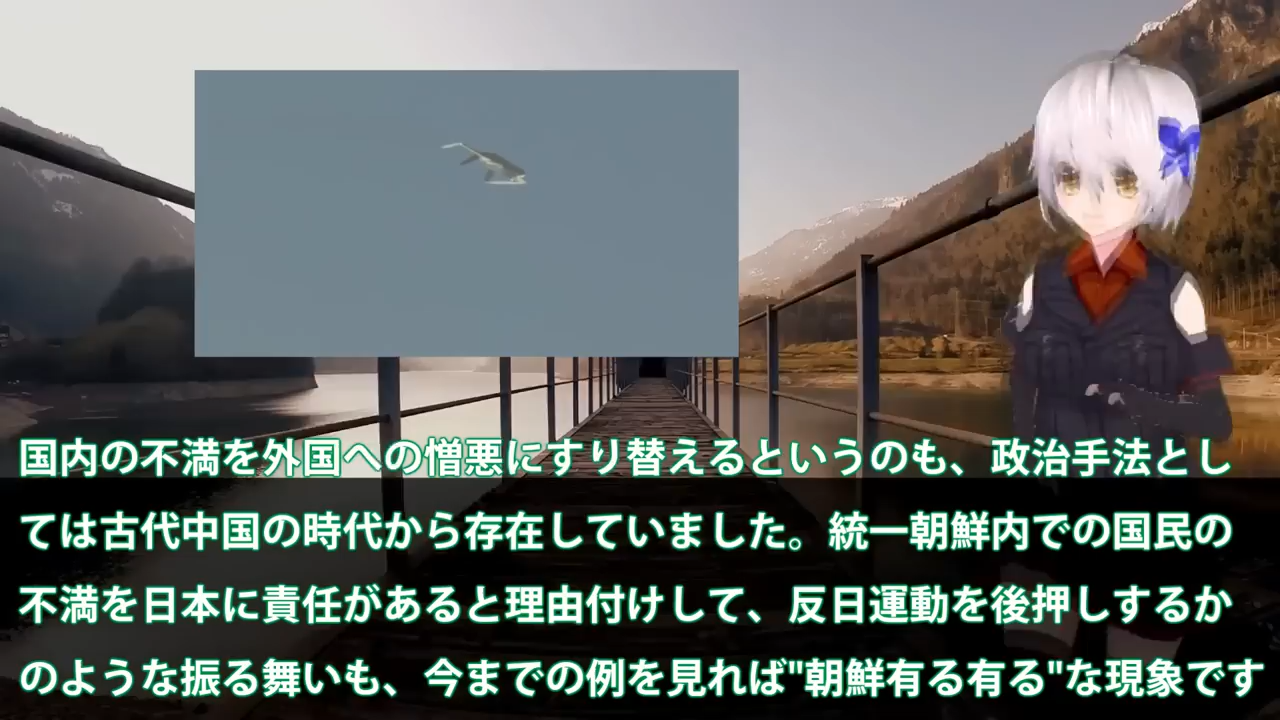 国内の不満を外国への憎悪にすり替えるというのも、政治手法とし
ては古代中国の時代から存在していました。統一朝鮮内での国民の
不満を日本に責任があると理由付けして、反日運動を後押しするか
のような振る舞いも、今までの例を見れば"朝鮮有る有る"な現象です